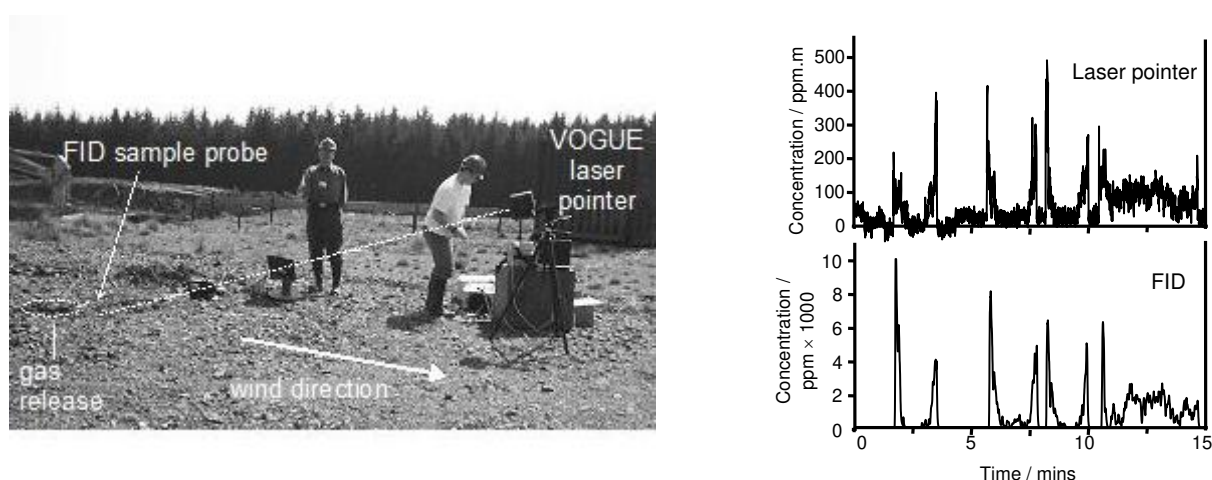 FID sample probe
VOGUE
laser
pointer
gas
release
wind direction
Laser pointer
Concentration / ppm.m
500
400
300
200
100
0
FID
Concentration /
ppm × 1000
10
8
6
4
2
0
0
5
10
15
Time / mins